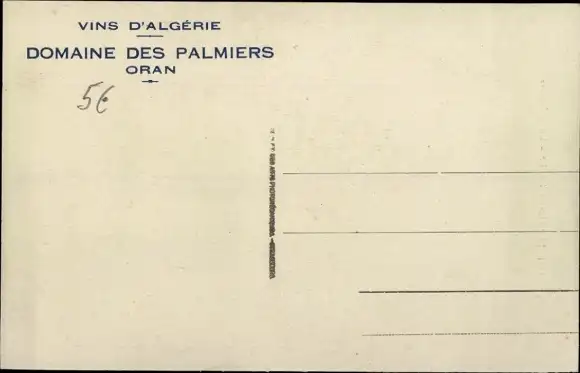 VINS D'ALGÉRIE
DOMAINE DES PALMIERS
ORAN
5€